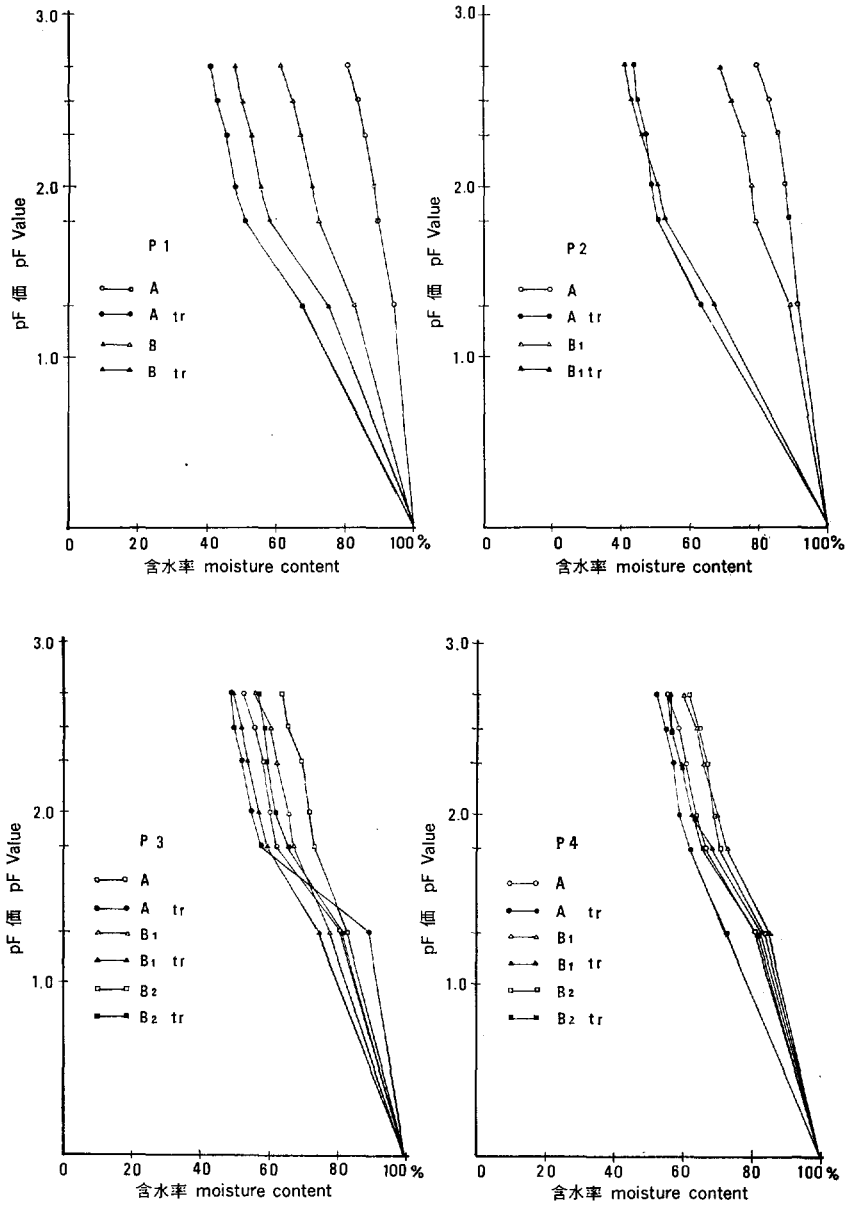 3.0
2.0
1.0
pF 価 pF Value
P 1
A
A tr
B
B tr
0 20 40 60 80 100 %
含水率 moisture content
3.0
2.0
1.0
pF 価 pF Value
P 2
A
A tr
B1
B1 tr
0 0 40 60 80 100 %
含水率 moisture content
3.0
2.0
1.0
pF 価 pF Value
P 3
A
A tr
B1
B1 tr
B2
B2 tr
0 20 40 60 80 100 %
含水率 moisture content
3.0
2.0
1.0
pF 価 pF Value
P 4
A
A tr
B1
B1 tr
B2
B2 tr
0 20 40 60 80 100 %
含水率 moisture content